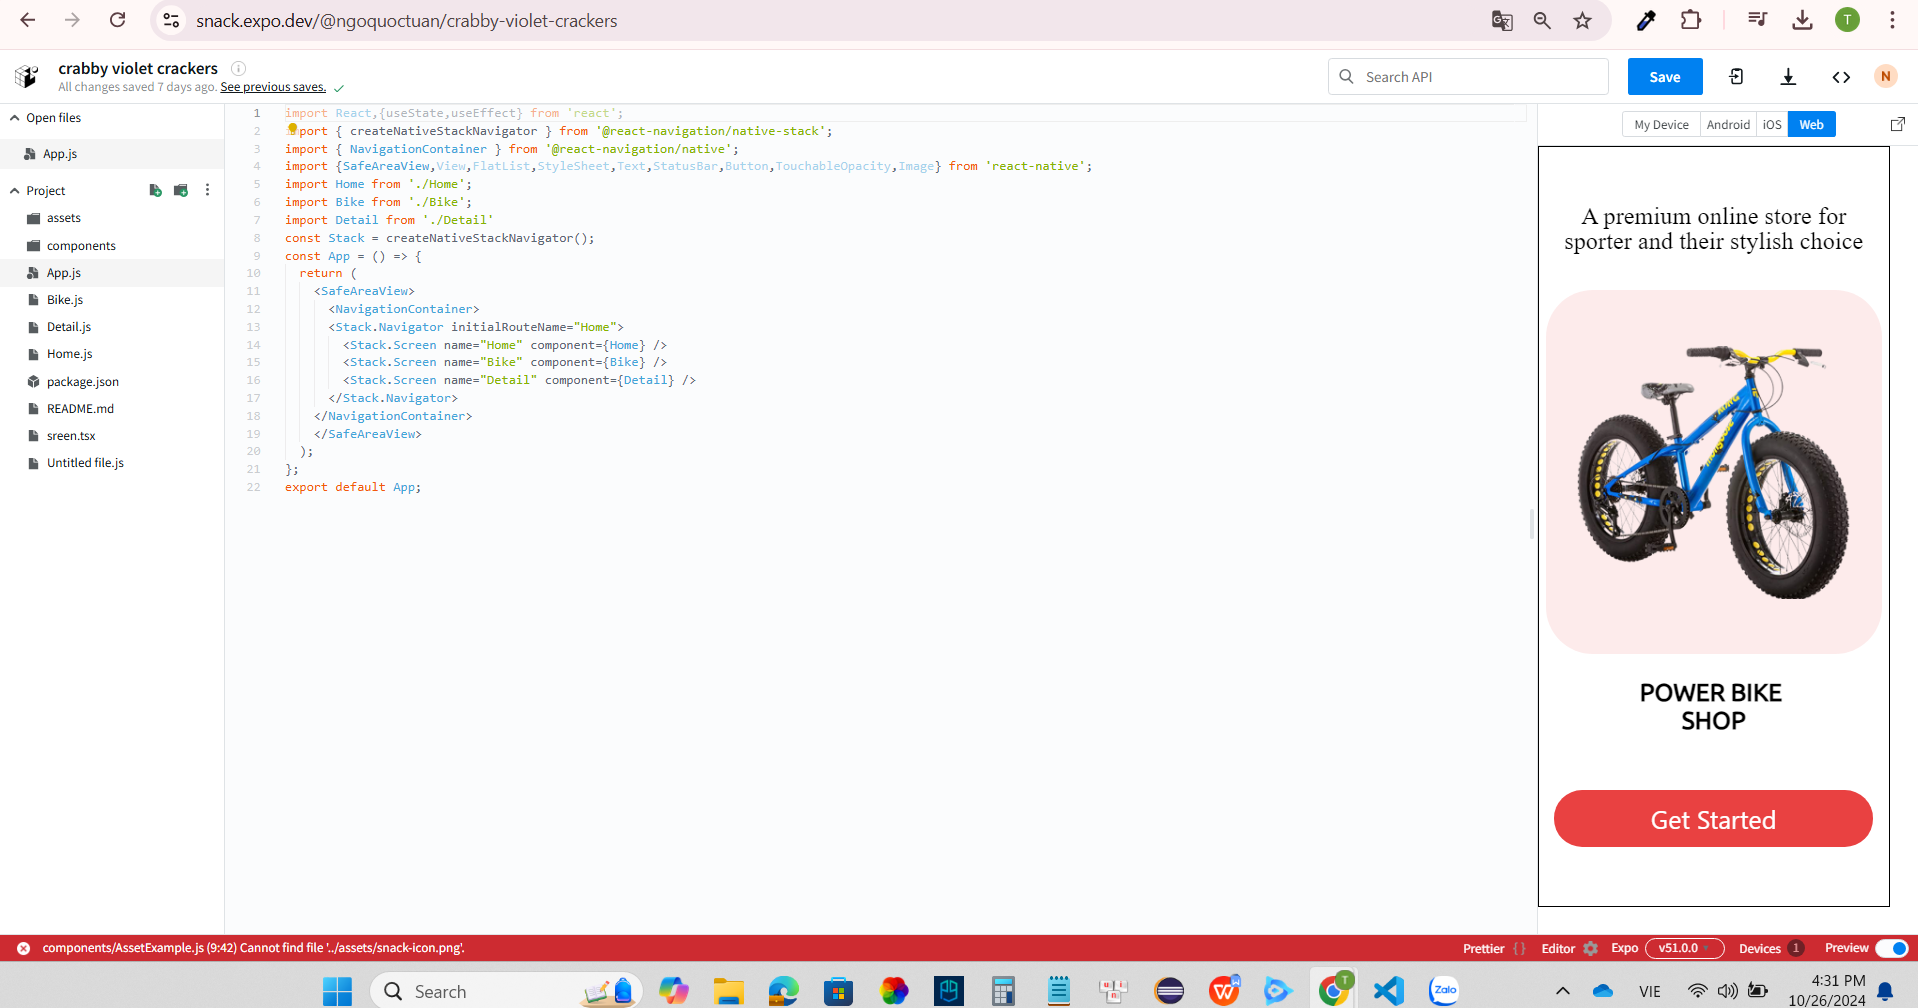 snack.expo.dev/@ngoquoctuan/crabby-violet-crackers
T
crabby violet crackers
All changes saved 7 days ago. See previous saves.
Search API
Save
N
Open files
App.js
Project
assets
components
App.js
Bike.js
Detail.js
Home.js
package.json
README.md
sreen.tsx
Untitled file.js
1 import React,{useState,useEffect} from 'react';
2 import { createNativeStackNavigator } from '@react-navigation/native-stack';
3 import { NavigationContainer } from '@react-navigation/native';
4 import {SafeAreaView,View,FlatList,StyleSheet,Text,StatusBar,Button,TouchableOpacity,Image} from 'react-native';
5 import Home from './Home';
6 import Bike from './Bike';
7 import Detail from './Detail'
8 const Stack = createNativeStackNavigator();
9 const App = () => {
10 return (
11 <SafeAreaView>
12 <NavigationContainer>
13 <Stack.Navigator initialRouteName="Home">
14 <Stack.Screen name="Home" component={Home} />
15 <Stack.Screen name="Bike" component={Bike} />
16 <Stack.Screen name="Detail" component={Detail} />
17 </Stack.Navigator>
18 </NavigationContainer>
19 </SafeAreaView>
20 );
21 };
22 export default App;
My Device Android iOS Web
A premium online store for
sporter and their stylish choice
POWER BIKE
SHOP
Get Started
components/AssetExample.js (9:42) Cannot find file '../assets/snack-icon.png'.
Prettier { } Editor Expo v51.0.0 Devices 1 Preview
Search
T
Zalo
VIE
4:31 PM
10/26/2024